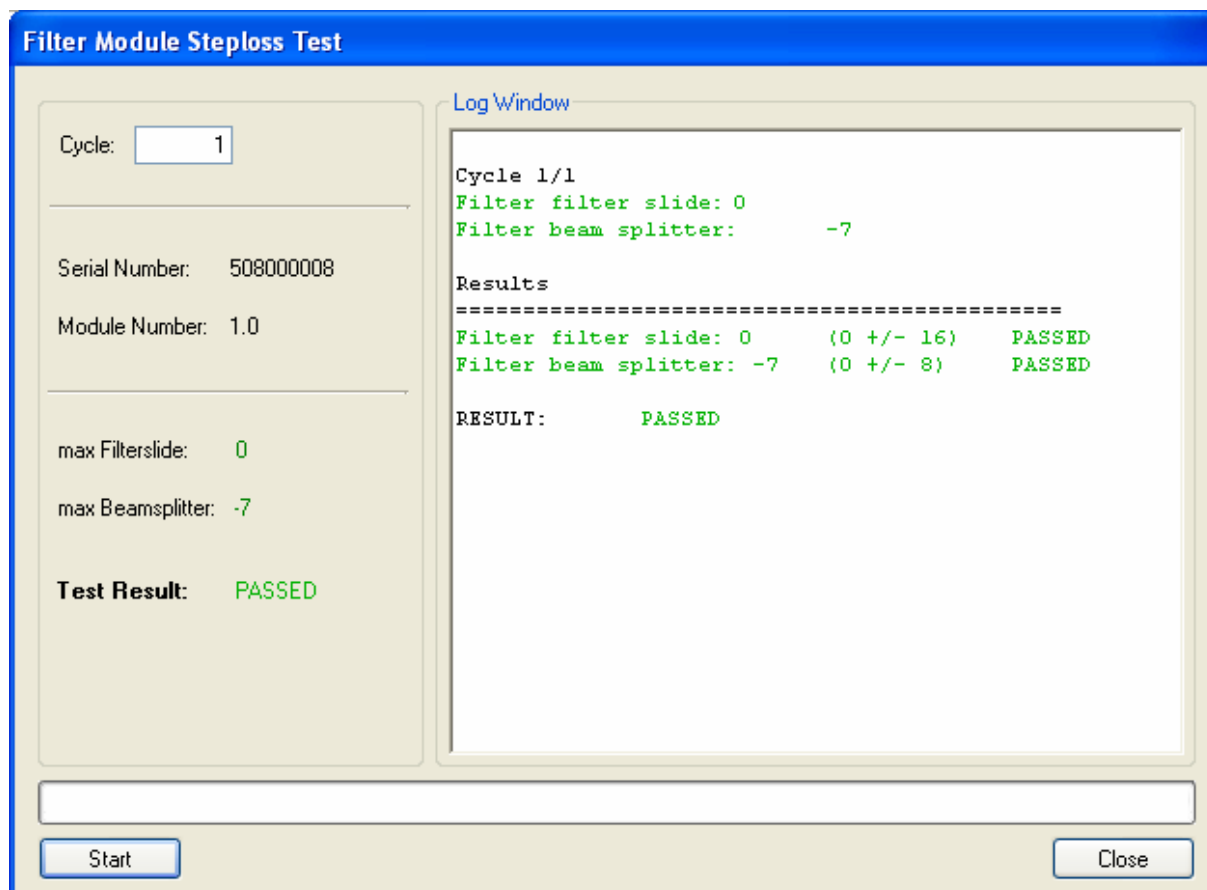 Filter Module Steploss Test
Cycle: 1
Serial Number: 508000008
Module Number: 1.0
max Filterslide: 0
max Beamsplitter: -7
Test Result: PASSED
Log Window
Cycle 1/1
Filter filter slide: 0
Filter beam splitter: -7
Results
=============================================
Filter filter slide: 0 (0 +/- 16) PASSED
Filter beam splitter: -7 (0 +/- 8) PASSED
RESULT: PASSED
Start
Close